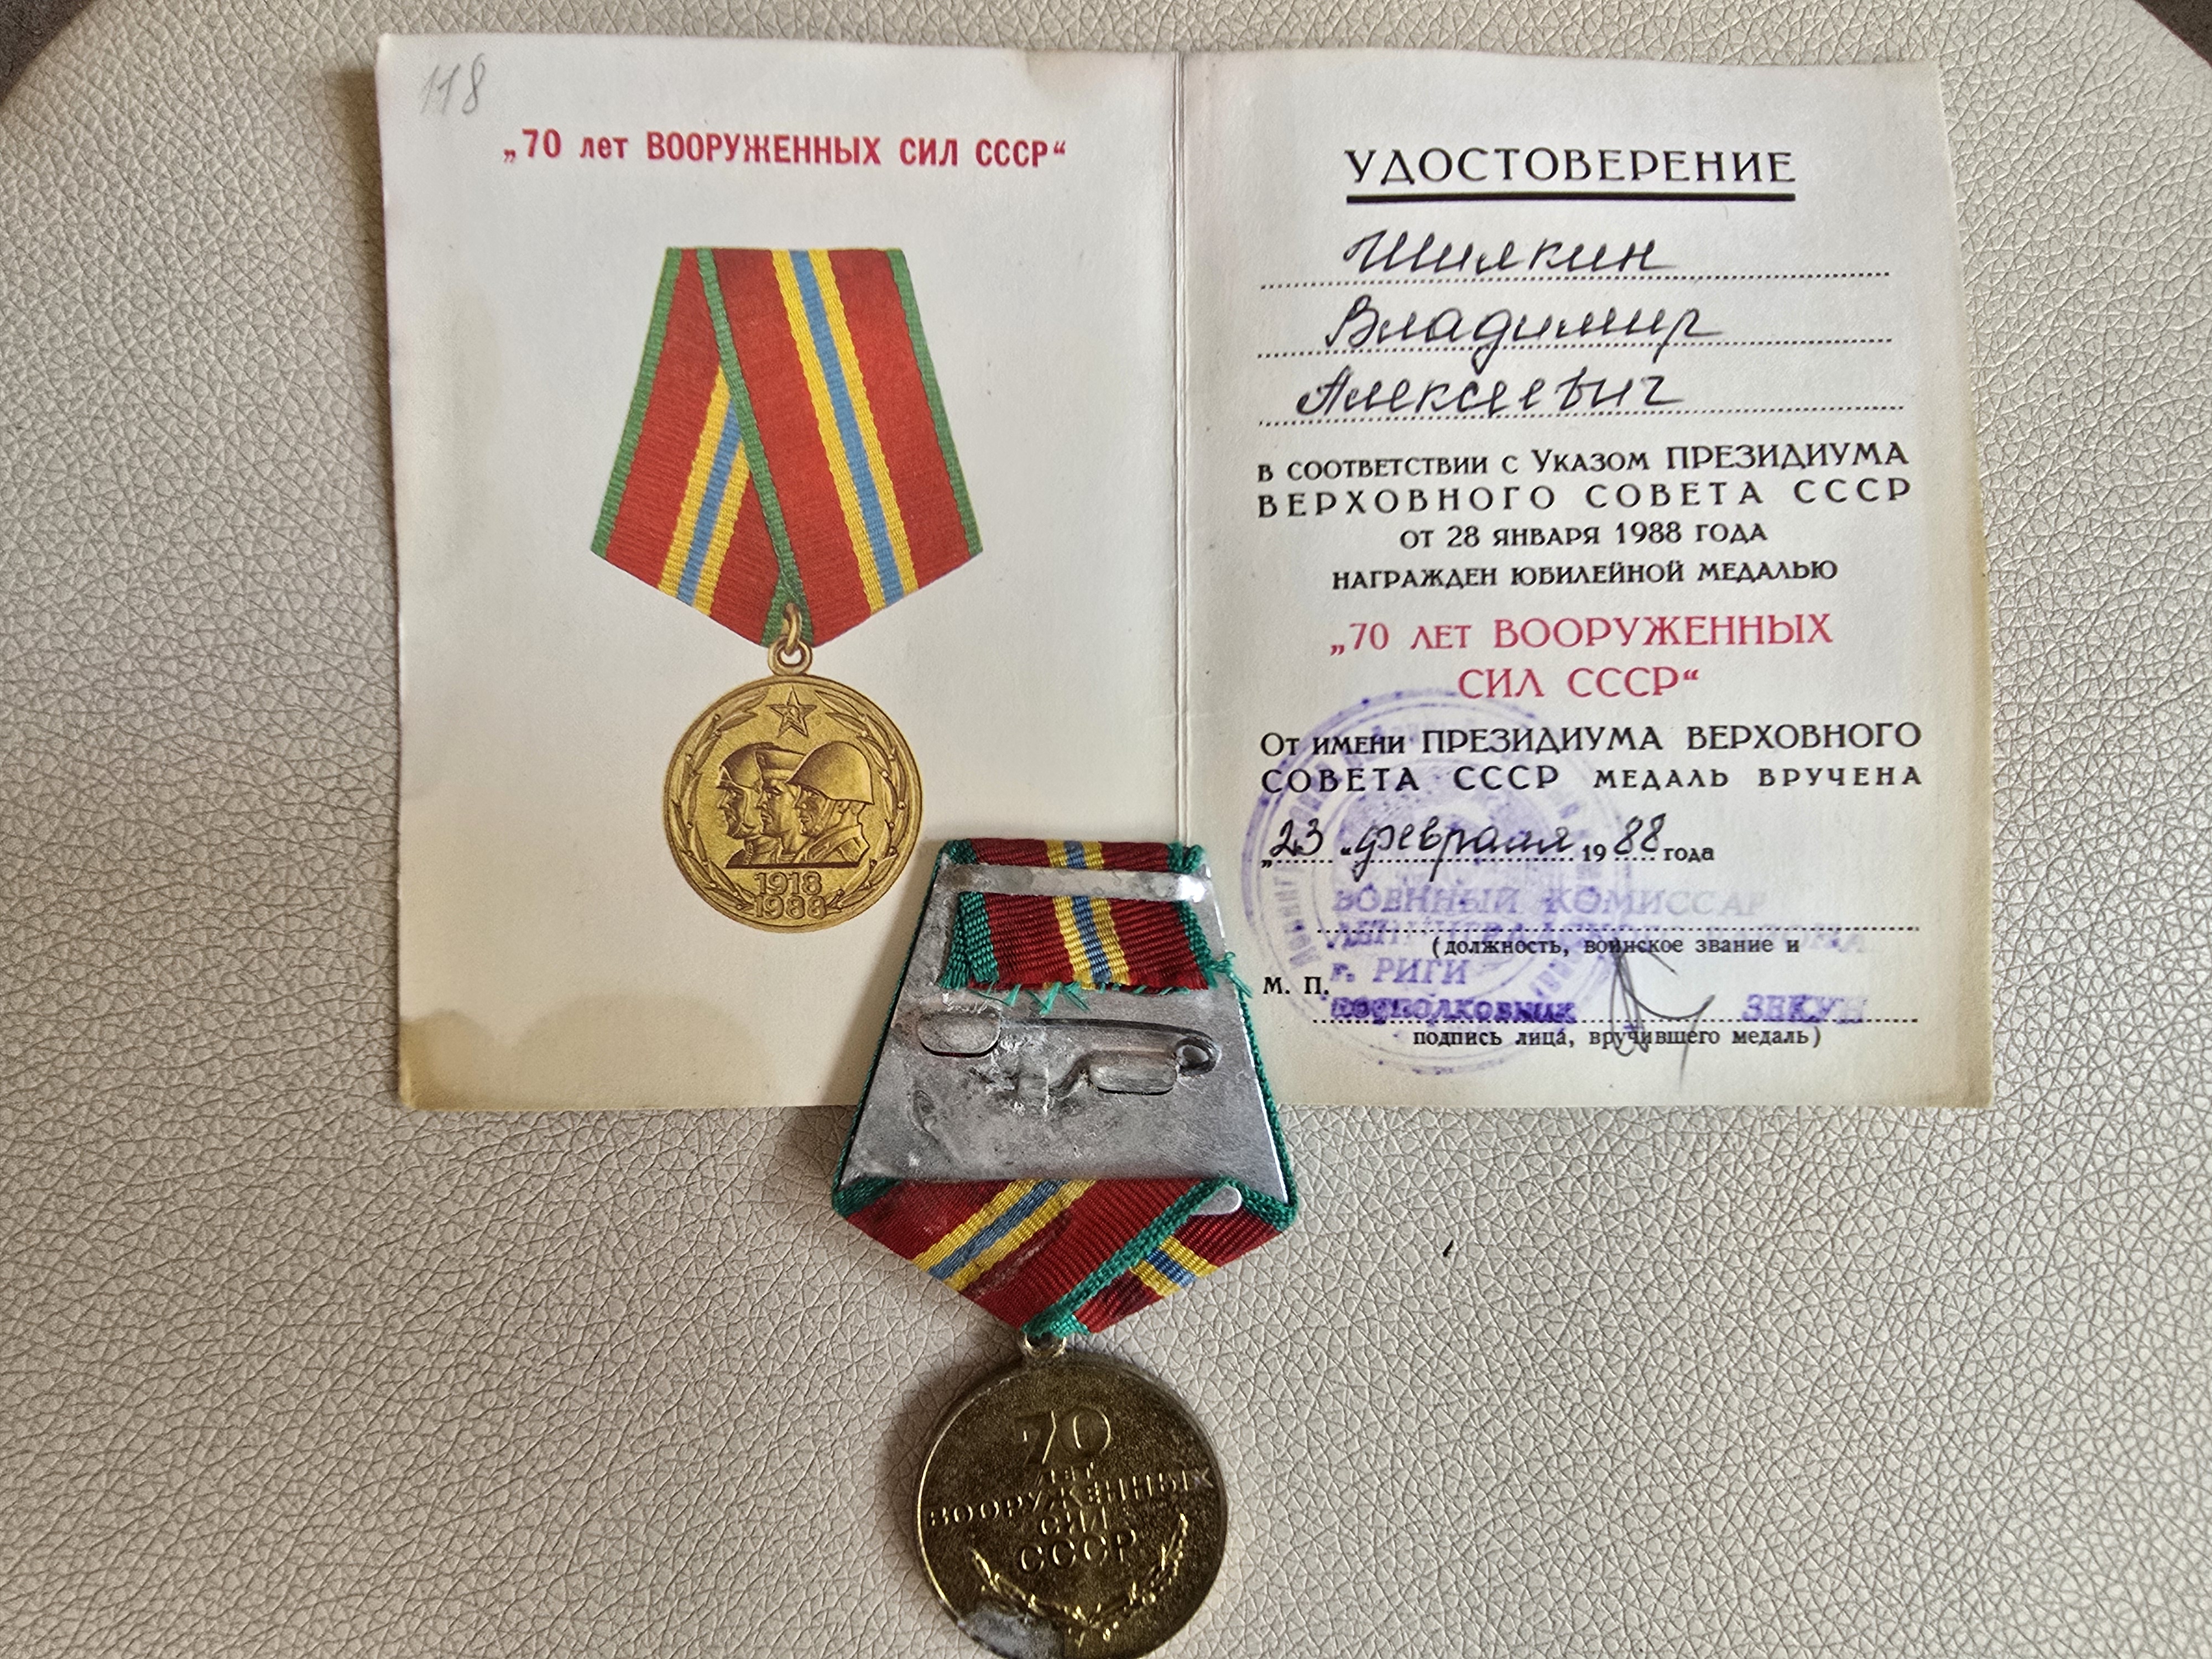 118
„70 лет ВООРУЖЕННЫХ СИЛ СССР“
1918
1988
УДОСТОВЕРЕНИЕ
Шилкин
Владимир
Алексеевич
в соответствии с Указом ПРЕЗИДИУМА
ВЕРХОВНОГО СОВЕТА СССР
от 28 января 1988 года
награжден юбилейной медалью
„70 лет ВООРУЖЕННЫХ
СИЛ СССР“
От имени ПРЕЗИДИУМА ВЕРХОВНОГО
СОВЕТА СССР медаль вручена
„23 “ февраля 1988 года
ВОЕННЫЙ КОМИССАР
(должность, воинское звание и
г. РИГИ
М. П.
подполковник ЗЕКУН
подпись лица, вручившего медаль)
70
ЛЕТ
ВООРУЖЕННЫХ
СИЛ
СССР